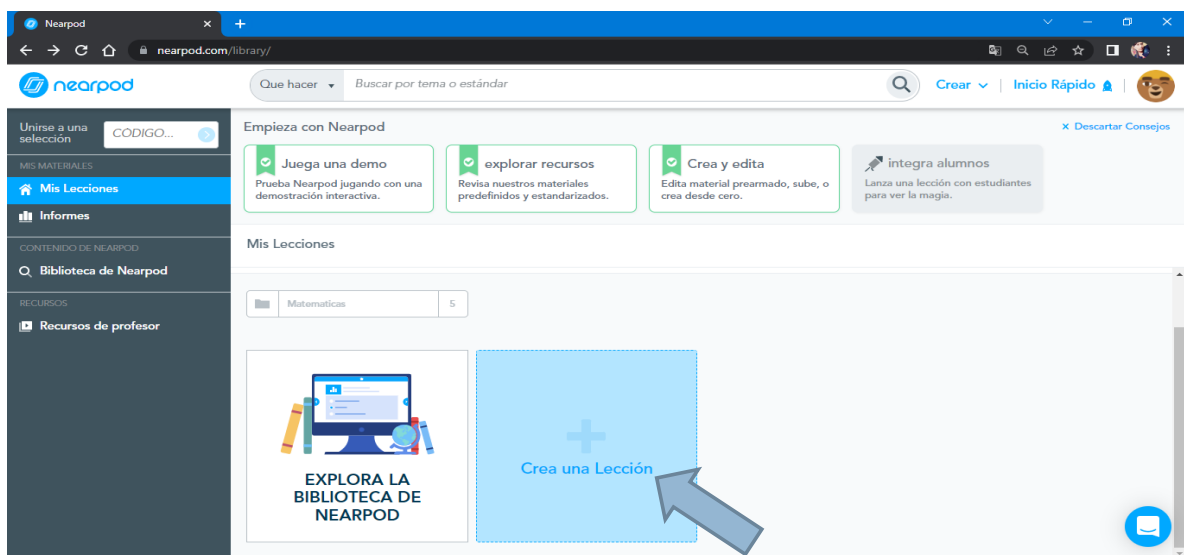 Nearpod
nearpod.com/library/
nearpod
Que hacer
Buscar por tema o estándar
Crear
Inicio Rápido
Unirse a una selección
CODIGO...
MIS MATERIALES
Mis Lecciones
Informes
CONTENIDO DE NEARPOD
Biblioteca de Nearpod
RECURSOS
Recursos de profesor
Empieza con Nearpod
× Descartar Consejos
Juega una demo
Prueba Nearpod jugando con una
demostración interactiva.
explorar recursos
Revisa nuestros materiales
predefinidos y estandarizados.
Crea y edita
Edita material prearmado, sube, o
crea desde cero.
integra alumnos
Lanza una lección con estudiantes
para ver la magia.
Mis Lecciones
Matematicas 5
EXPLORA LA
BIBLIOTECA DE
NEARPOD
Crea una Lección